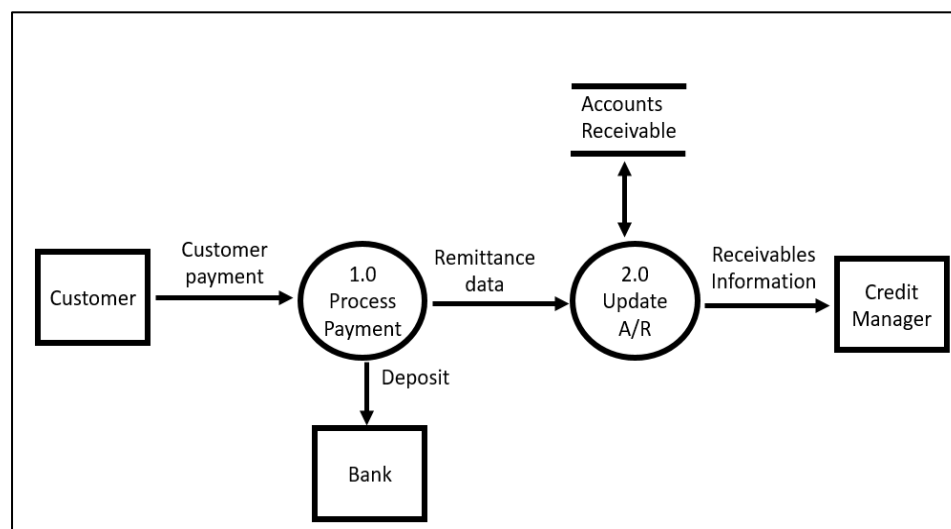 Accounts
Receivable
Customer
payment
Customer
1.0
Process
Payment
Remittance
data
2.0
Update
A/R
Receivables
Information
Credit
Manager
Deposit
Bank